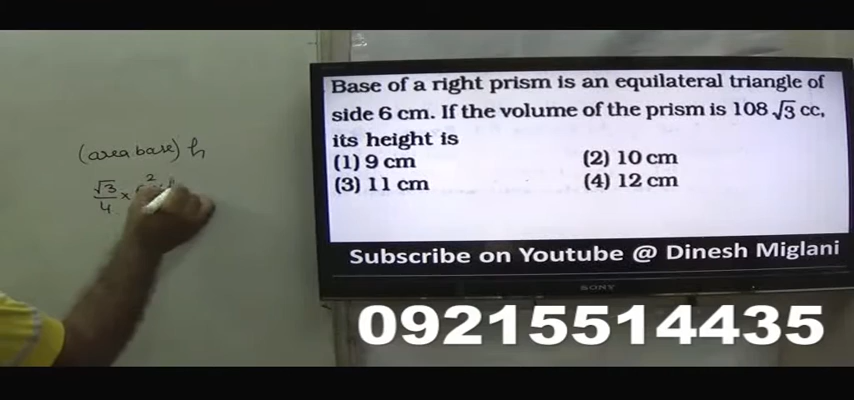 Base of a right prism is an equilateral triangle of
side 6 cm. If the volume of the prism is 108 √3 cc,
its height is
(1) 9 cm (2) 10 cm
(3) 11 cm (4) 12 cm
Subscribe on Youtube @ Dinesh Miglani
SONY
09215514435
(area base) h
√3/4 ×